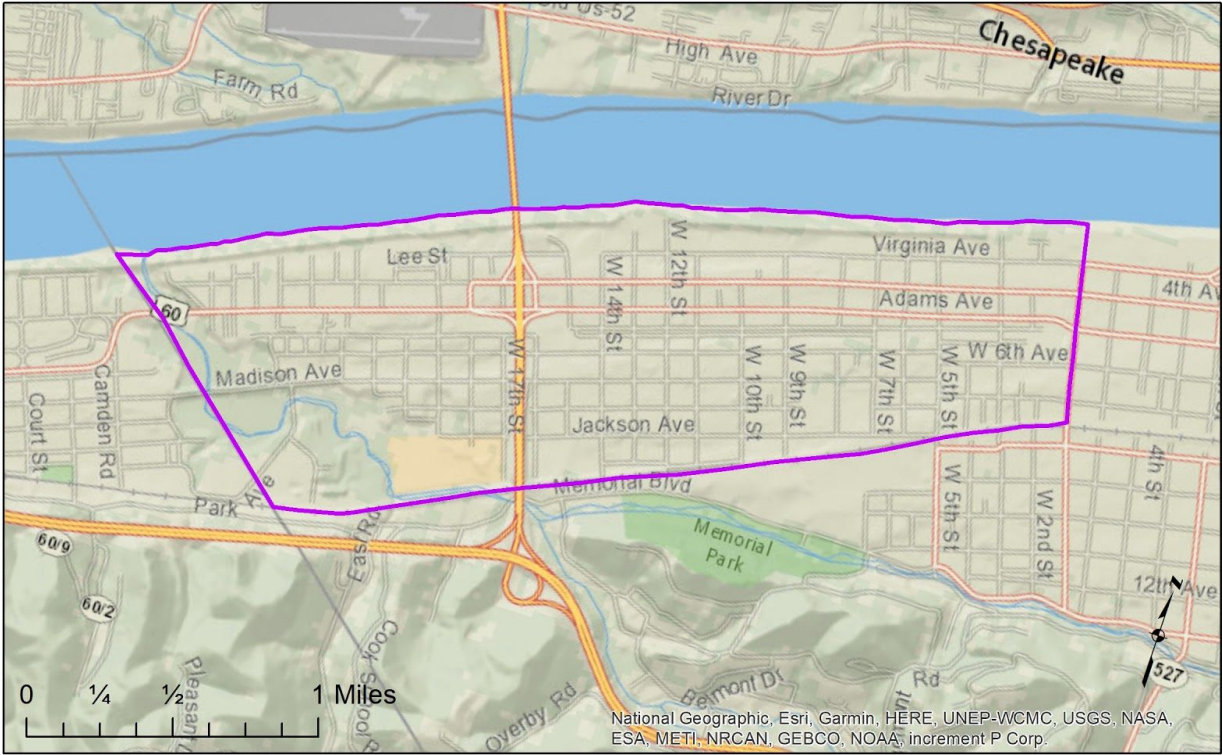 Old Us-52
High Ave
Chesapeake
Farm Rd
River Dr
Lee St
W 12th St
Virginia Ave
W 14th St
4th Av
Adams Ave
60
W 17th St
W 6th Ave
Madison Ave
W 10th St
W 9th St
W 7th St
W 5th St
Camden Rd
Court St
Jackson Ave
4th St
Park Ave
Memorial Blvd
W 5th St
W 2nd St
60/9
East Rd
Memorial
Park
12th Ave
60/2
N
Cook School R
Pleasant
527
0 ¼ ½ 1 Miles
Overby Rd
Belmont Dr
Rd
National Geographic, Esri, Garmin, HERE, UNEP-WCMC, USGS, NASA,
ESA, METI, NRCAN, GEBCO, NOAA, increment P Corp.